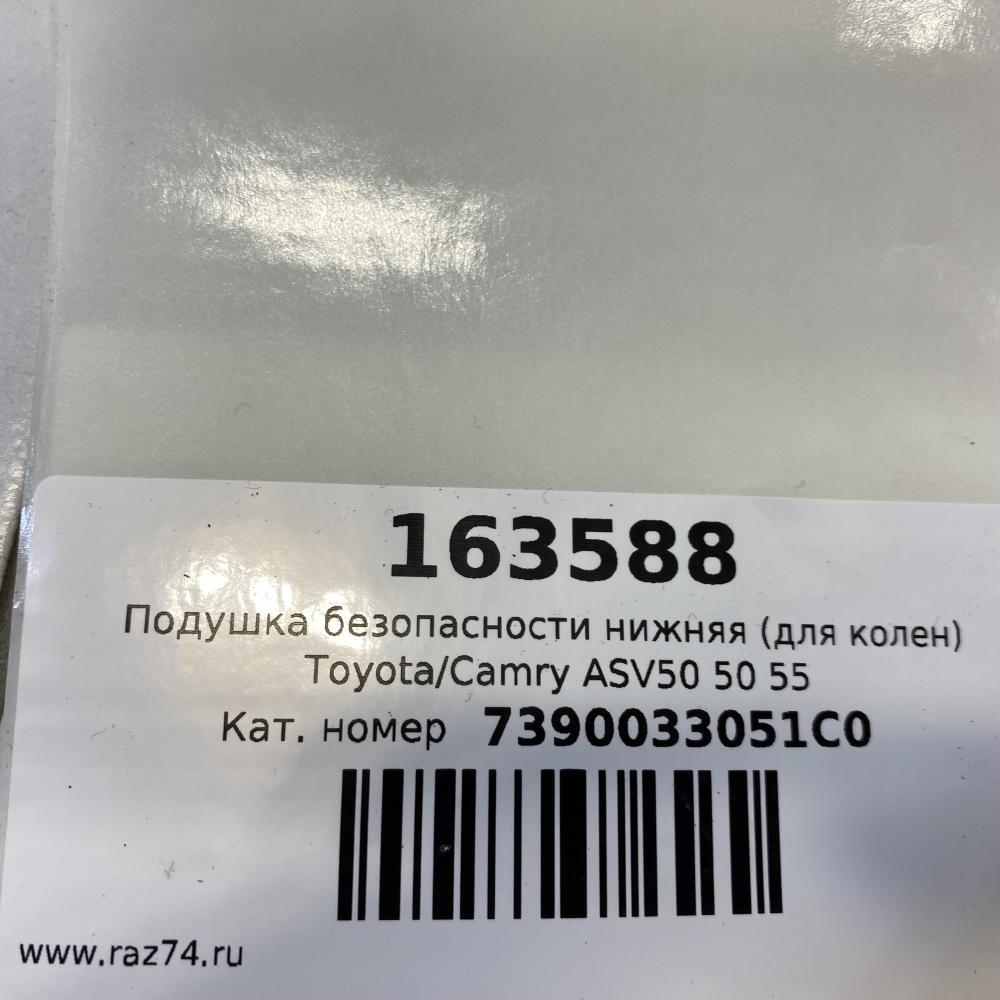 163588
Подушка безопасности нижняя (для колен)
Toyota/Camry ASV50 50 55
Кат. номер 7390033051C0
www.raz74.ru